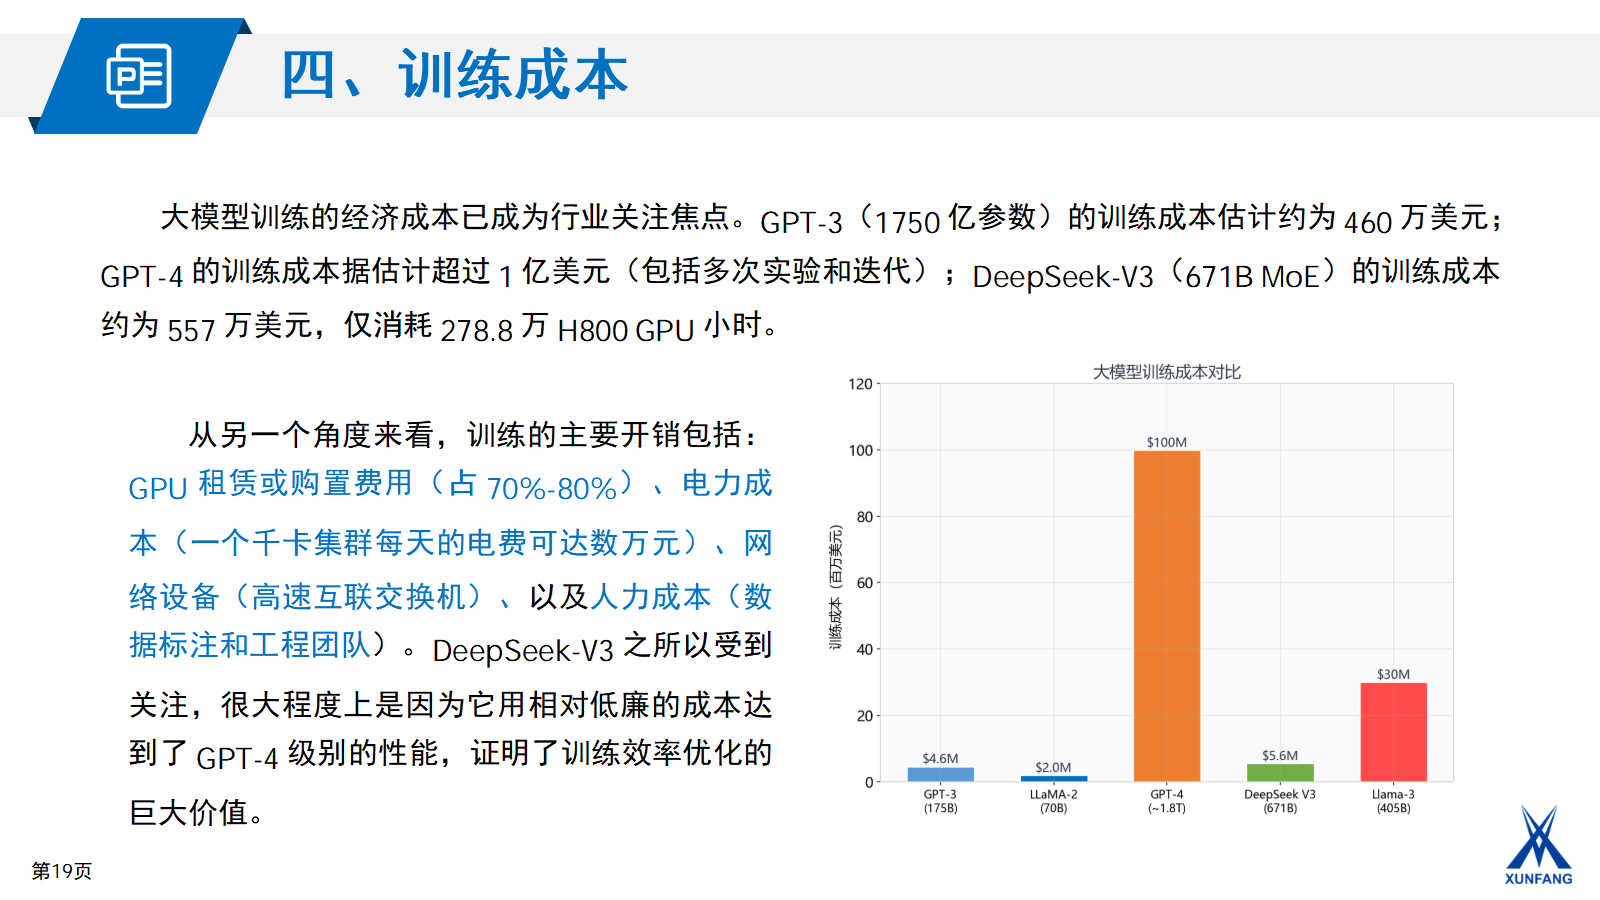 四、训练成本
大模型训练的经济成本已成为行业关注焦点。GPT-3（1750 亿参数）的训练成本估计约为 460 万美元；
GPT-4 的训练成本据估计超过 1 亿美元（包括多次实验和迭代）；DeepSeek-V3（671B MoE）的训练成本
约为 557 万美元，仅消耗 278.8 万 H800 GPU 小时。
从另一个角度来看，训练的主要开销包括：
GPU 租赁或购置费用（占 70%-80%）、电力成
本（一个千卡集群每天的电费可达数万元）、网
络设备（高速互联交换机）、以及人力成本（数
据标注和工程团队）。DeepSeek-V3 之所以受到
关注，很大程度上是因为它用相对低廉的成本达
到了 GPT-4 级别的性能，证明了训练效率优化的
巨大价值。
大模型训练成本对比
训练成本（百万美元）
120
100
80
60
40
20
0
$4.6M
$2.0M
$100M
$5.6M
$30M
GPT-3
(175B)
LLaMA-2
(70B)
GPT-4
(~1.8T)
DeepSeek V3
(671B)
Llama-3
(405B)
XUNFANG
第19页